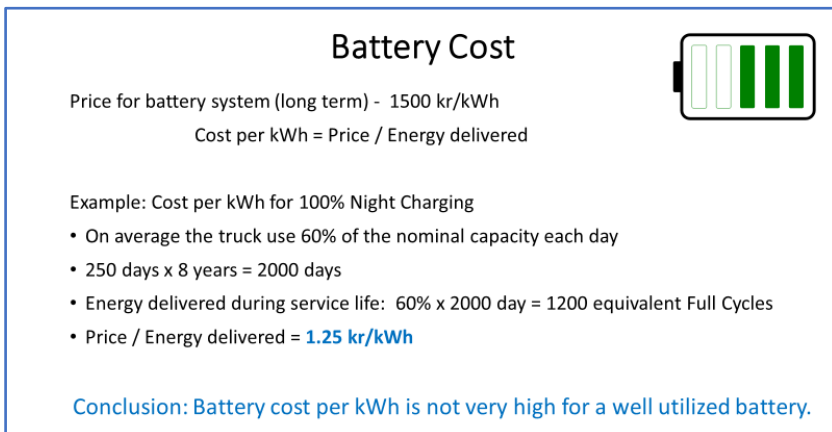 Battery Cost
Price for battery system (long term) - 1500 kr/kWh
Cost per kWh = Price / Energy delivered
Example: Cost per kWh for 100% Night Charging
• On average the truck use 60% of the nominal capacity each day
• 250 days x 8 years = 2000 days
• Energy delivered during service life: 60% x 2000 day = 1200 equivalent Full Cycles
• Price / Energy delivered = 1.25 kr/kWh
Conclusion: Battery cost per kWh is not very high for a well utilized battery.